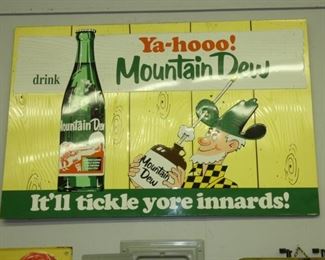 Ya-hooo!
drink Mountain Dew
Mountain Dew
Mountain Dew
It'll tickle yore innards!